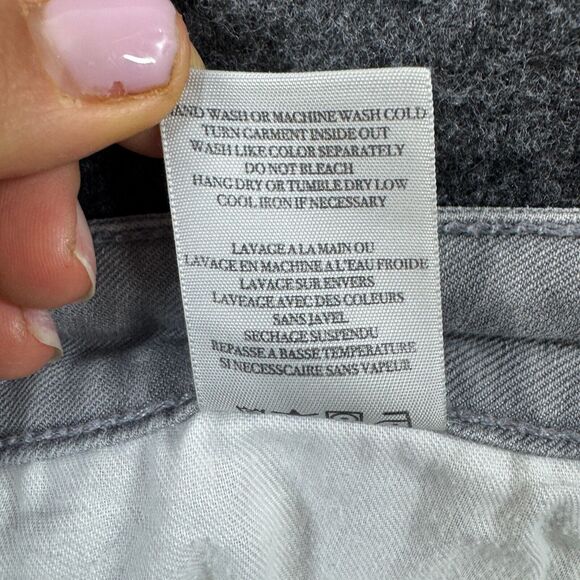 HAND WASH OR MACHINE WASH COLD
TURN GARMENT INSIDE OUT
WASH LIKE COLOR SEPARATELY
DO NOT BLEACH
HANG DRY OR TUMBLE DRY LOW
COOL IRON IF NECESSARY
LAVAGE A LA MAIN OU
LAVAGE EN MACHINE A L'EAU FROIDE
LAVAGE SUR ENVERS
LAVEAGE AVEC DES COLEURS
SANS JAVEL
SECHAGE SUSPENDU
REPASSE A BASSE TEMPERATURE
SI NECESSCAIRE SANS VAPEUR